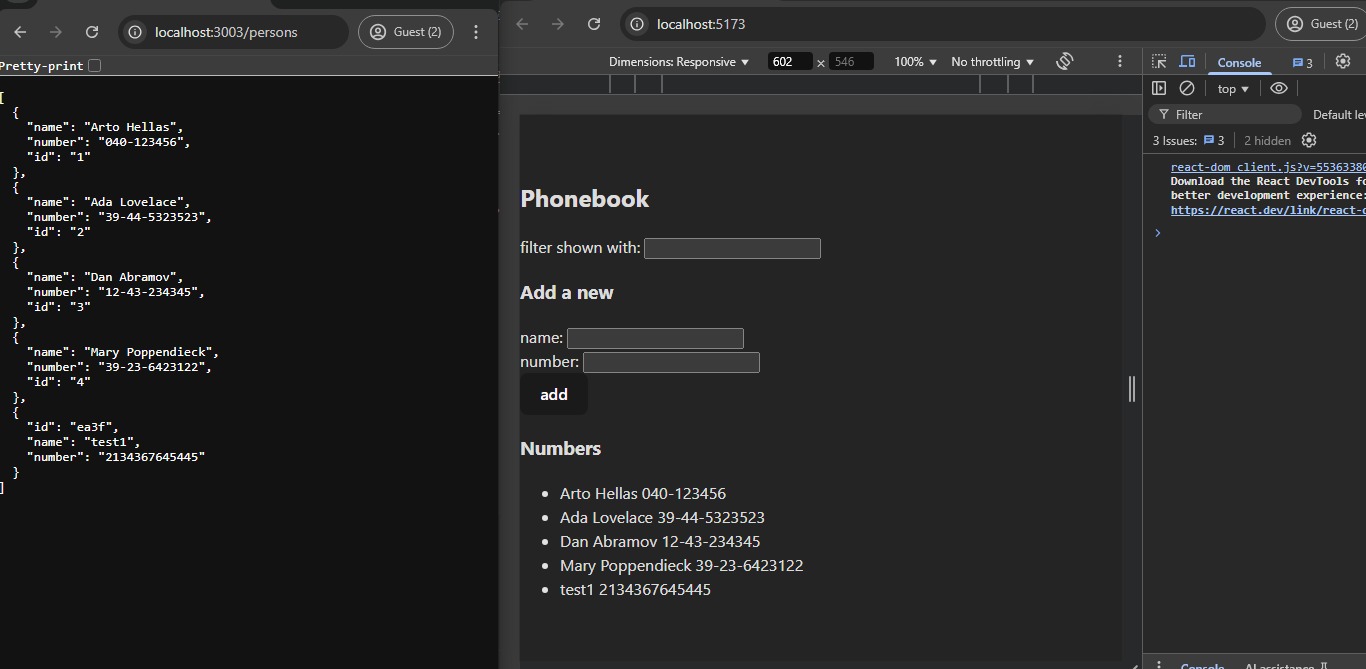 localhost:3003/persons
Guest (2)
Pretty-print
[
{
"name": "Arto Hellas",
"number": "040-123456",
"id": "1"
},
{
"name": "Ada Lovelace",
"number": "39-44-5323523",
"id": "2"
},
{
"name": "Dan Abramov",
"number": "12-43-234345",
"id": "3"
},
{
"name": "Mary Poppendieck",
"number": "39-23-6423122",
"id": "4"
},
{
"id": "ea3f",
"name": "test1",
"number": "2134367645445"
}
]
localhost:5173
Guest (2)
Dimensions: Responsive 602 × 546 100% No throttling
Phonebook
filter shown with:
Add a new
name:
number:
add
Numbers
• Arto Hellas 040-123456
• Ada Lovelace 39-44-5323523
• Dan Abramov 12-43-234345
• Mary Poppendieck 39-23-6423122
• test1 2134367645445
Console 3
top
Filter Default lev
3 Issues: 3 2 hidden
react-dom_client.js?v=55363380
Download the React DevTools fo
better development experience:
https://react.dev/link/react-d
Console AI assistance